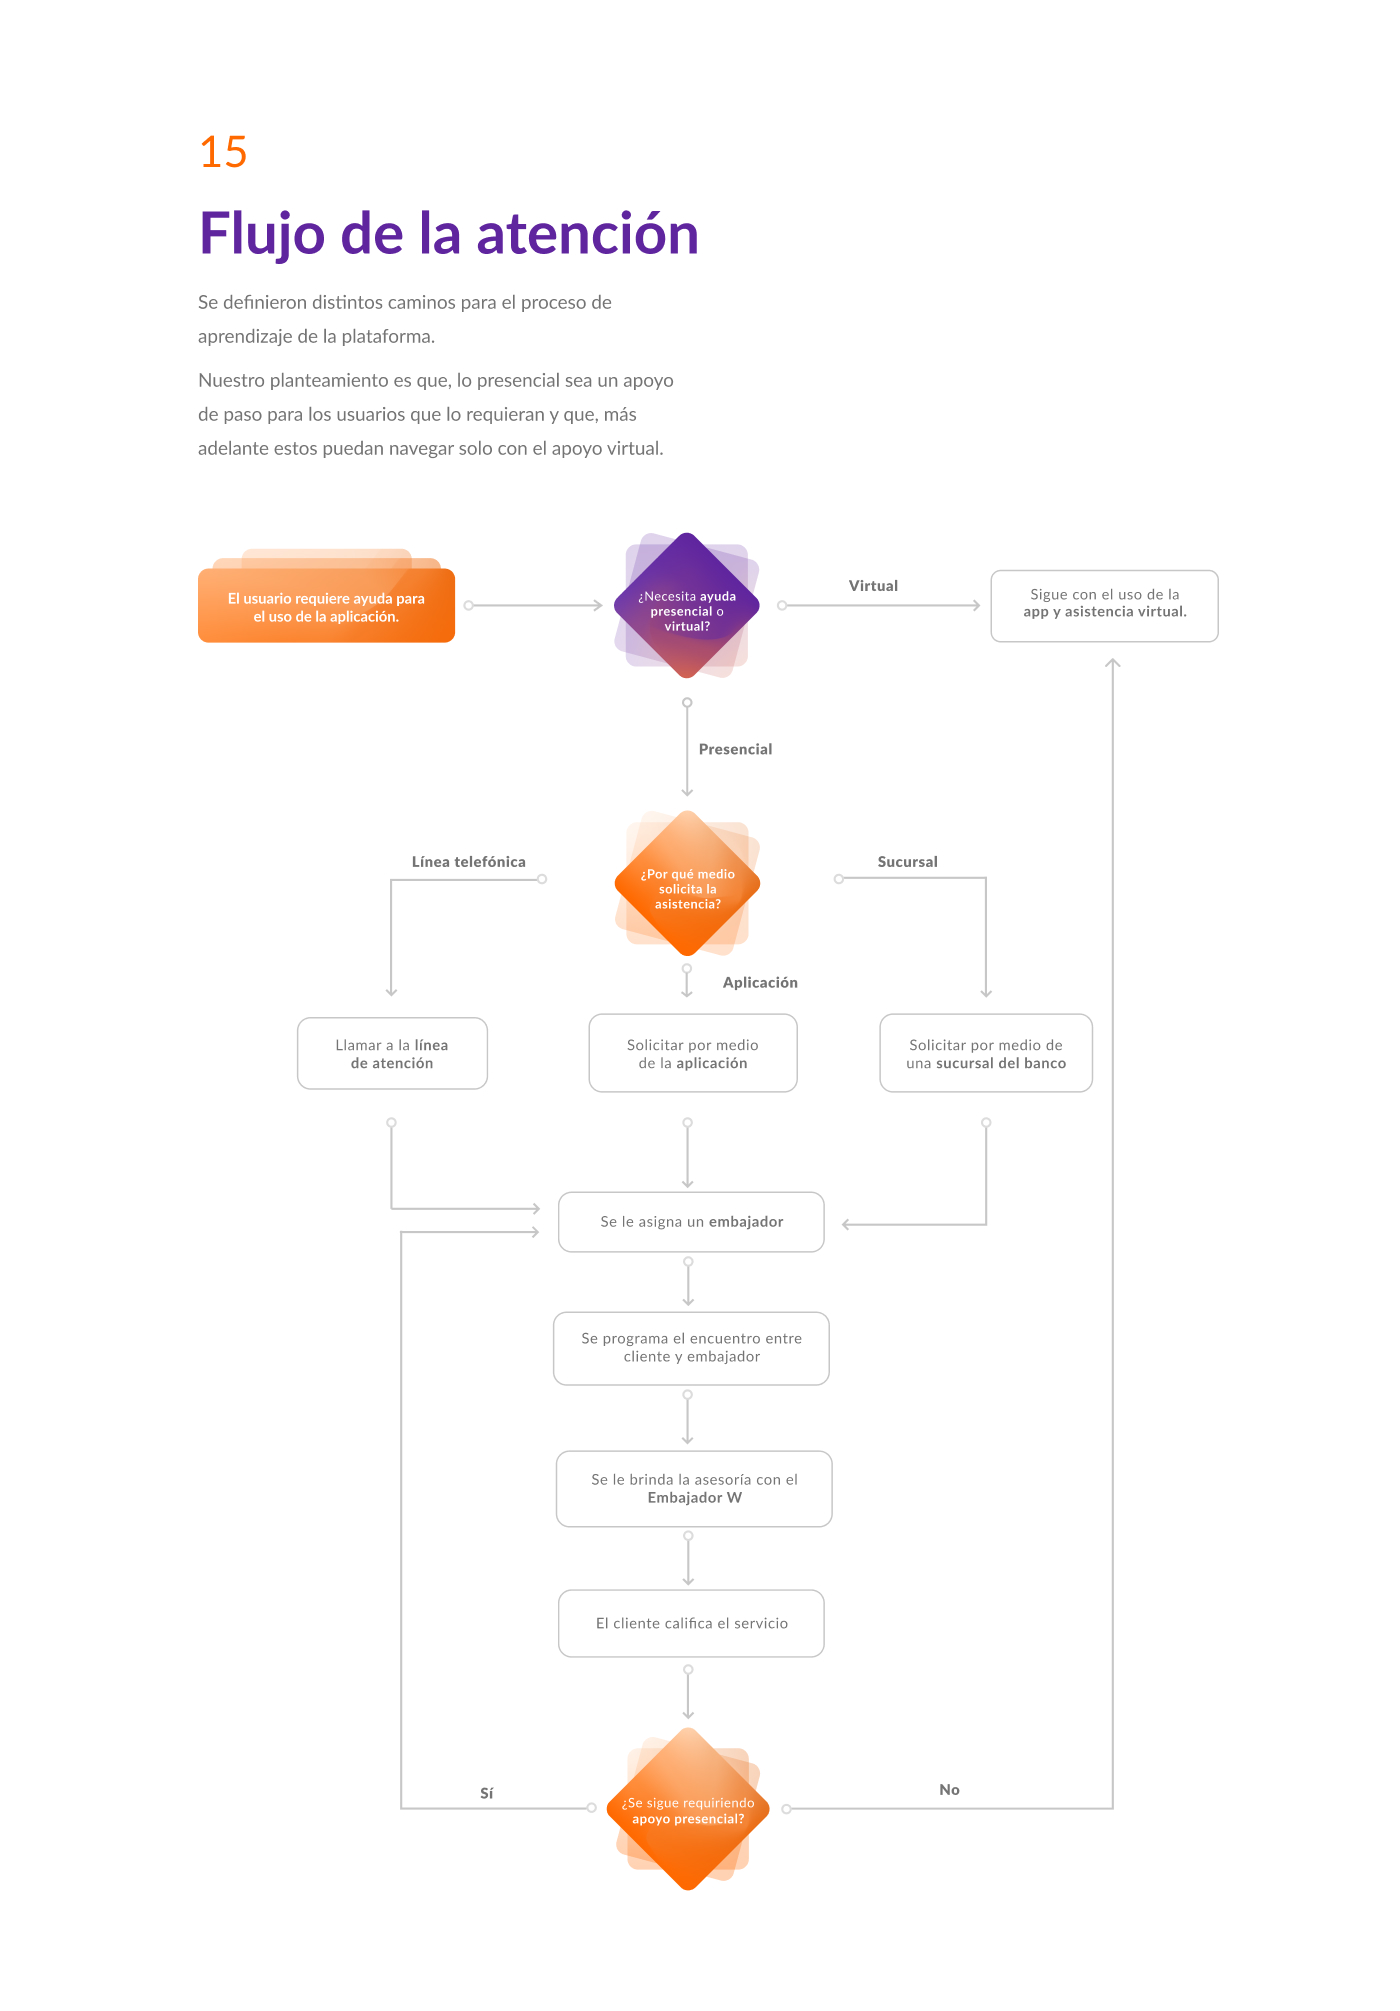 15
Flujo de la atención
Se definieron distintos caminos para el proceso de
aprendizaje de la plataforma.
Nuestro planteamiento es que, lo presencial sea un apoyo
de paso para los usuarios que lo requieran y que, más
adelante estos puedan navegar solo con el apoyo virtual.
El usuario requiere ayuda para
el uso de la aplicación.
¿Necesita ayuda
presencial o
virtual?
Virtual
Sigue con el uso de la
app y asistencia virtual.
Presencial
Línea telefónica
¿Por qué medio
solicita la
asistencia?
Sucursal
Aplicación
Llamar a la línea
de atención
Solicitar por medio
de la aplicación
Solicitar por medio de
una sucursal del banco
Se le asigna un embajador
Se programa el encuentro entre
cliente y embajador
Se le brinda la asesoría con el
Embajador W
El cliente califica el servicio
Sí
¿Se sigue requiriendo
apoyo presencial?
No